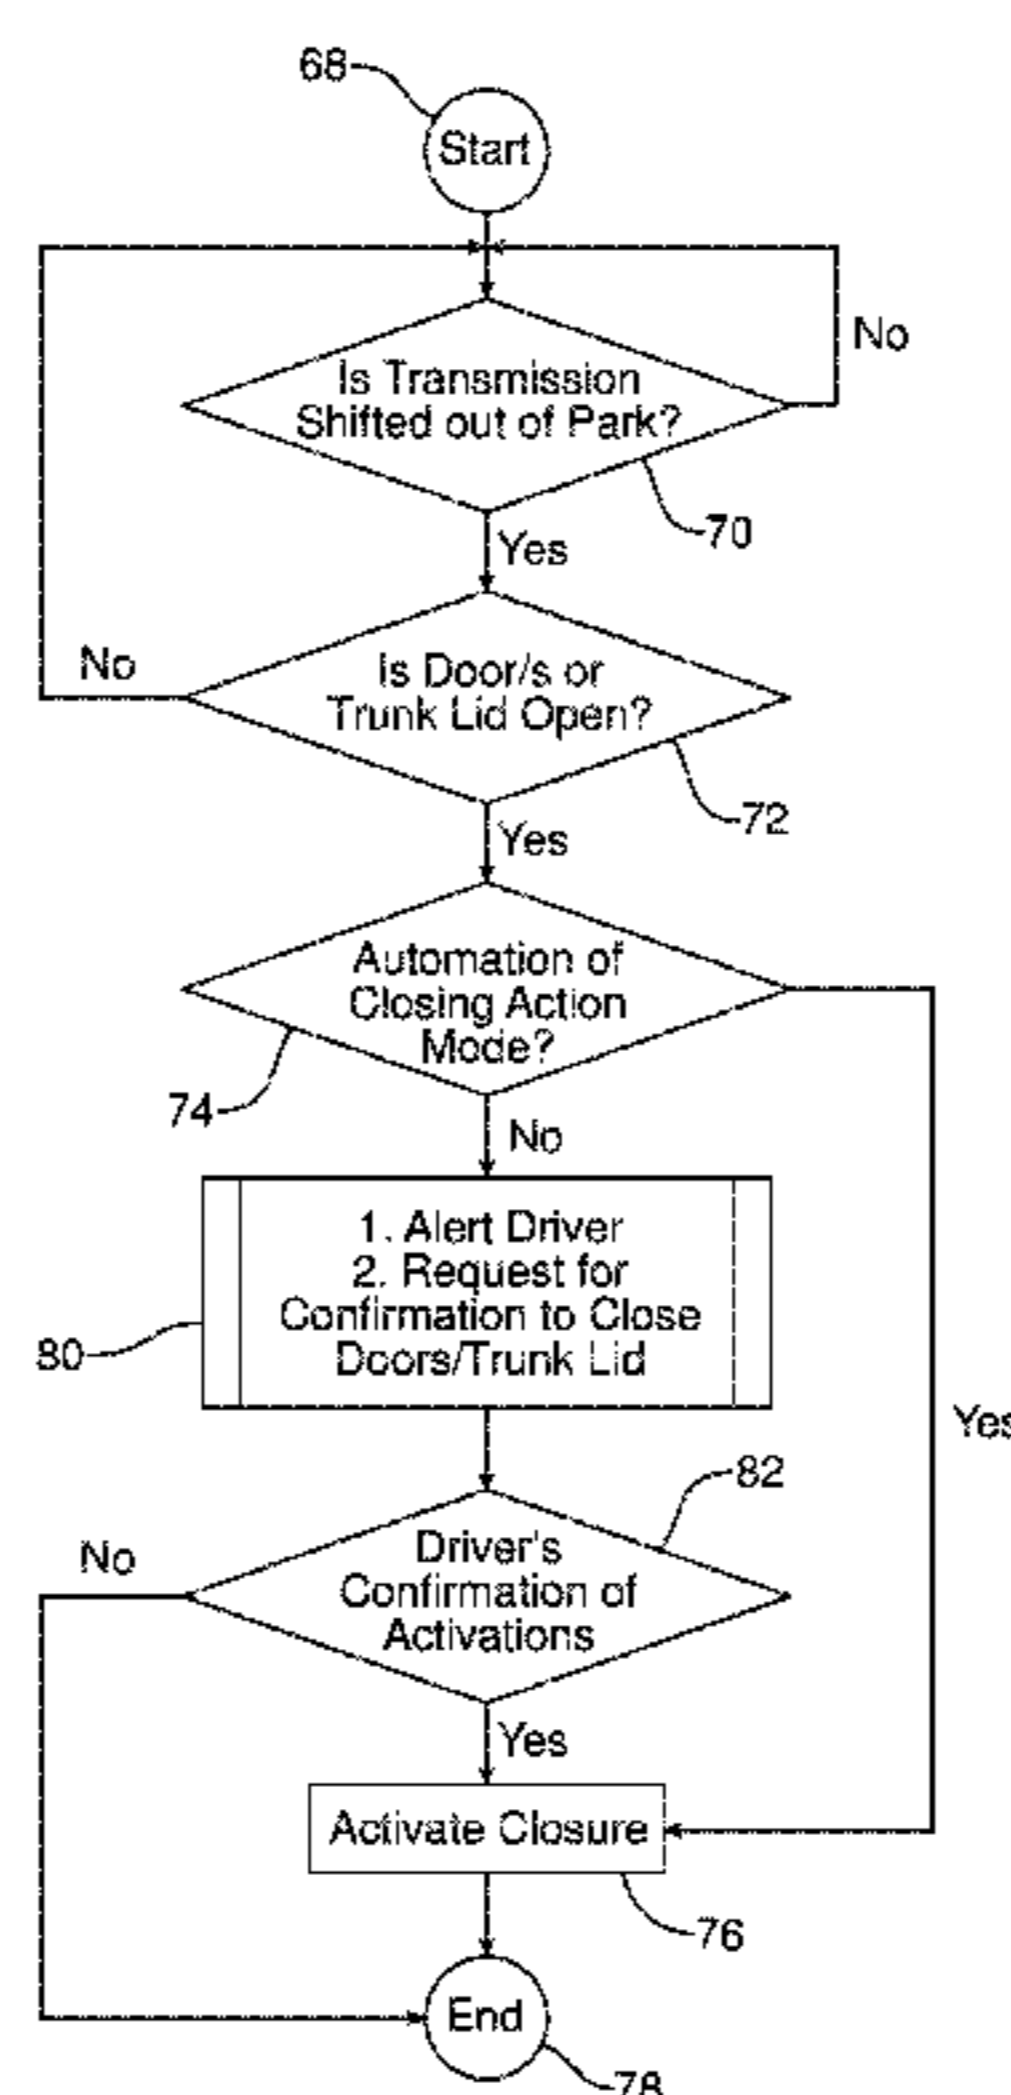 68
Start
No
Is Transmission
Shifted out of Park?
70
Yes
No
Is Door/s or
Trunk Lid Open?
72
Yes
Automation of
Closing Action
Mode?
74
No
1. Alert Driver
2. Request for
Confirmation to Close
Doors/Trunk Lid
80
Yes
82
No
Driver's
Confirmation of
Activations
Yes
Activate Closure
76
End
78